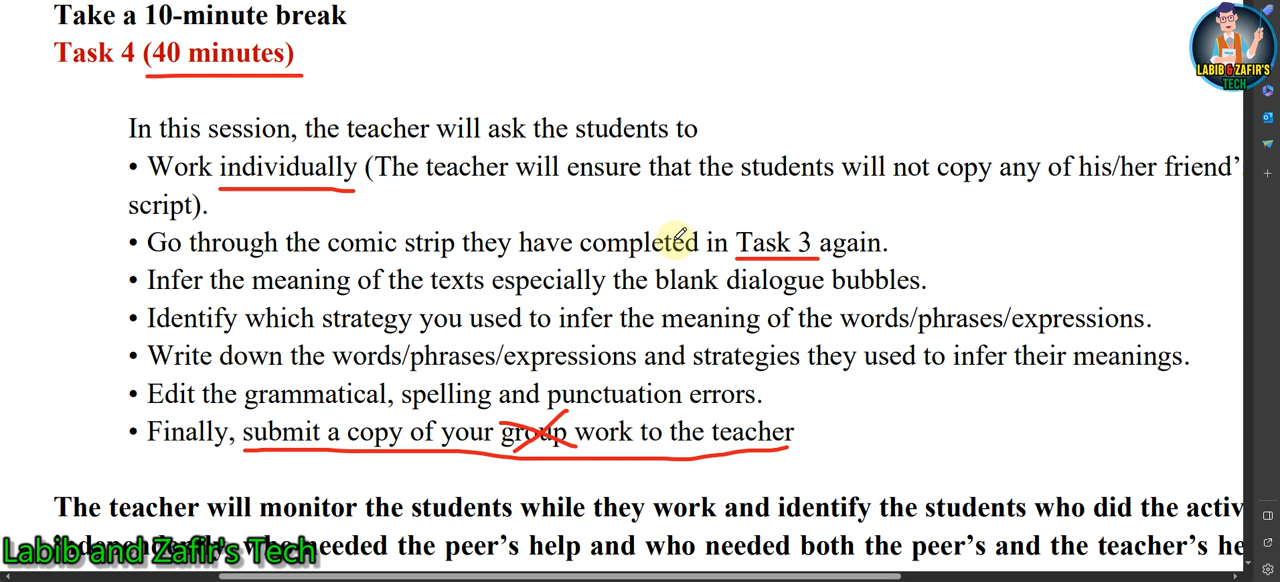 Take a 10-minute break
Task 4 (40 minutes)
LABIB & ZAFIR'S
TECH
In this session, the teacher will ask the students to
• Work individually (The teacher will ensure that the students will not copy any of his/her friend'
script).
• Go through the comic strip they have completed in Task 3 again.
• Infer the meaning of the texts especially the blank dialogue bubbles.
• Identify which strategy you used to infer the meaning of the words/phrases/expressions.
• Write down the words/phrases/expressions and strategies they used to infer their meanings.
• Edit the grammatical, spelling and punctuation errors.
• Finally, submit a copy of your group work to the teacher
The teacher will monitor the students while they work and identify the students who did the activ
needed the peer's help and who needed both the peer's and the teacher's he
Labib and Zafir's Tech